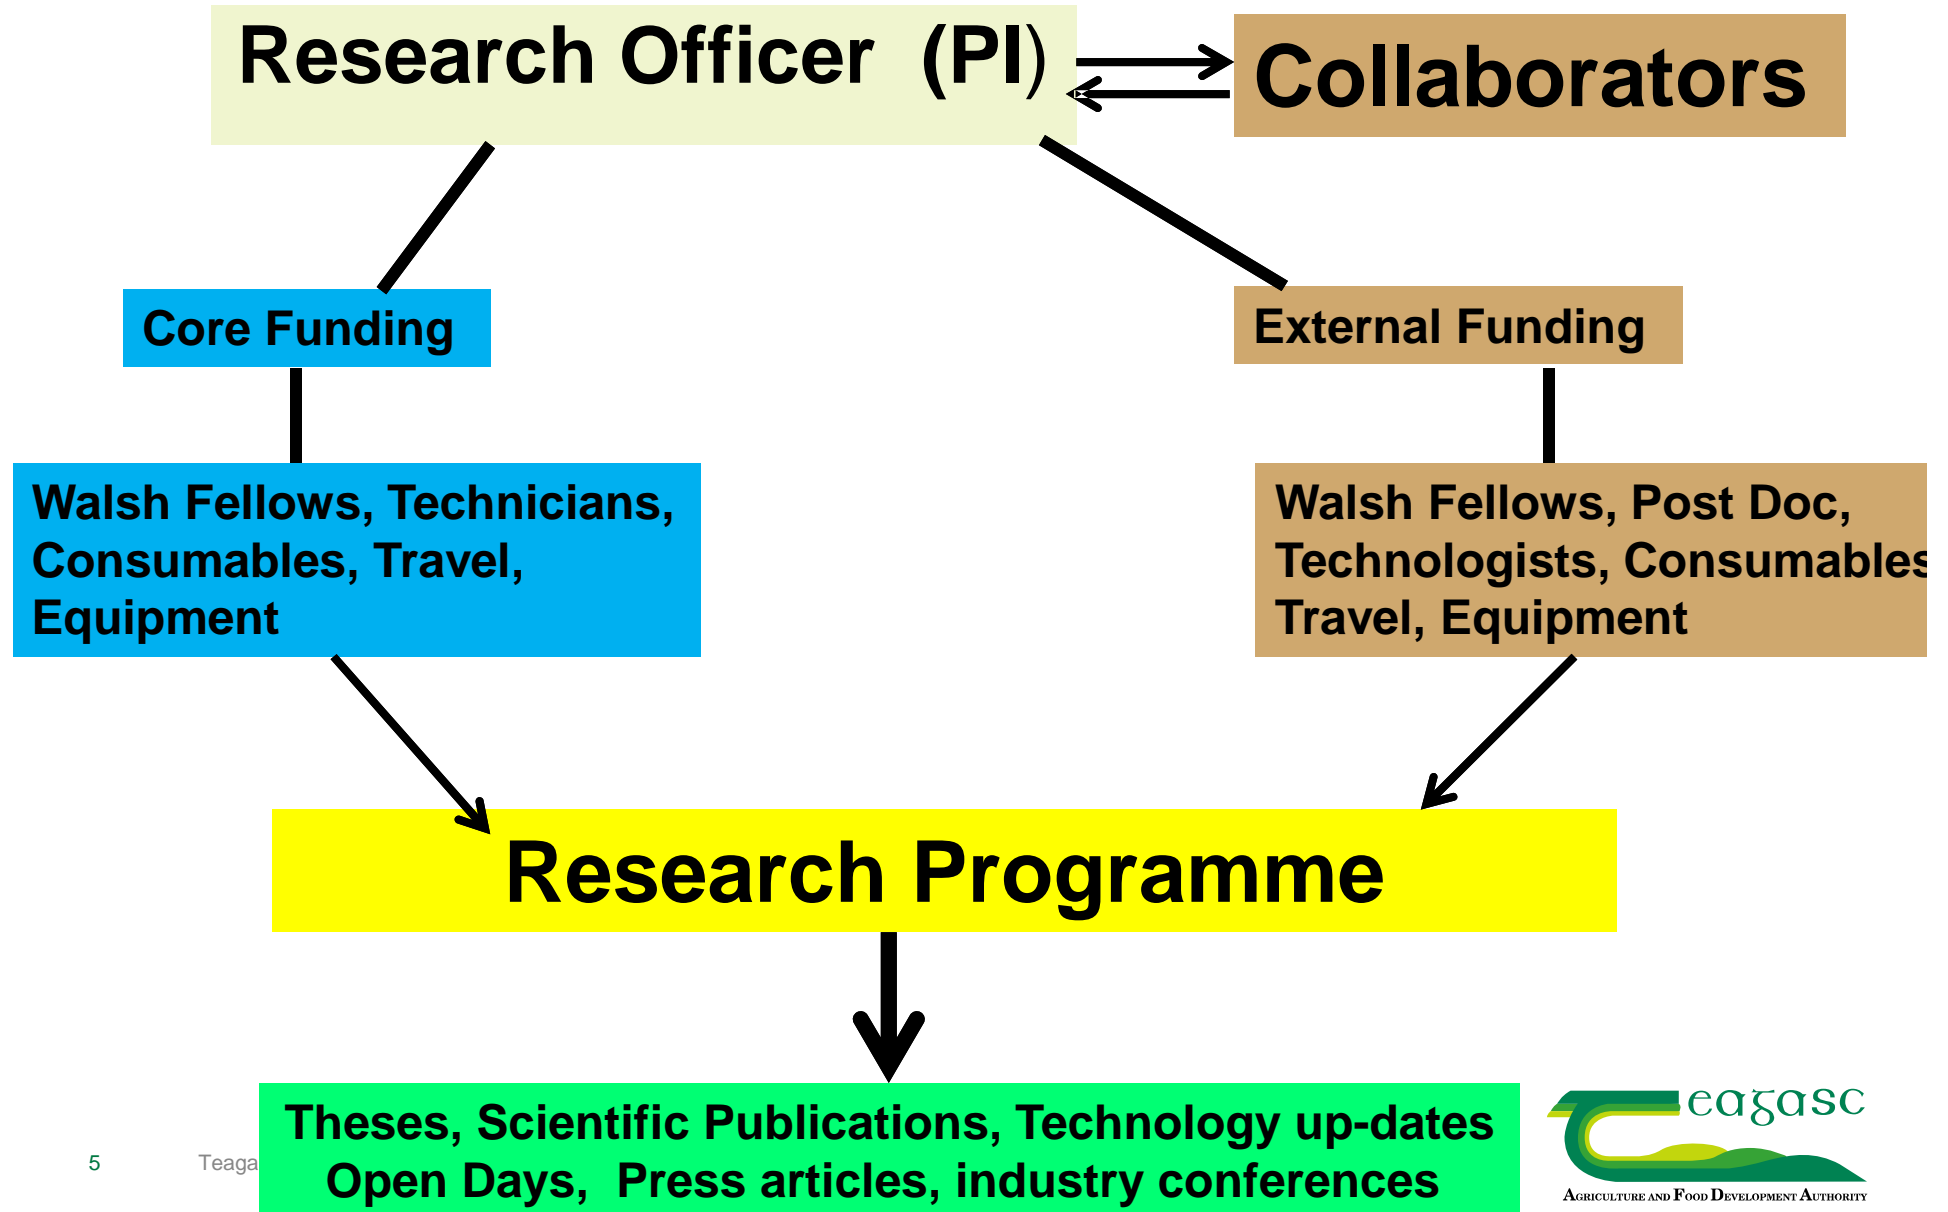 Research Officer  (PI)
Collaborators
Core Funding
External Funding
Walsh Fellows, Technicians,
Consumables, Travel,
Equipment
Walsh Fellows, Post Doc,
Technologists, Consumables
Travel, Equipment
Research Programme
Theses, Scientific Publications, Technology up-dates
Open Days,  Press articles, industry conferences
5
Teaga
eagasc
AGRICULTURE AND FOOD DEVELOPMENT AUTHORITY